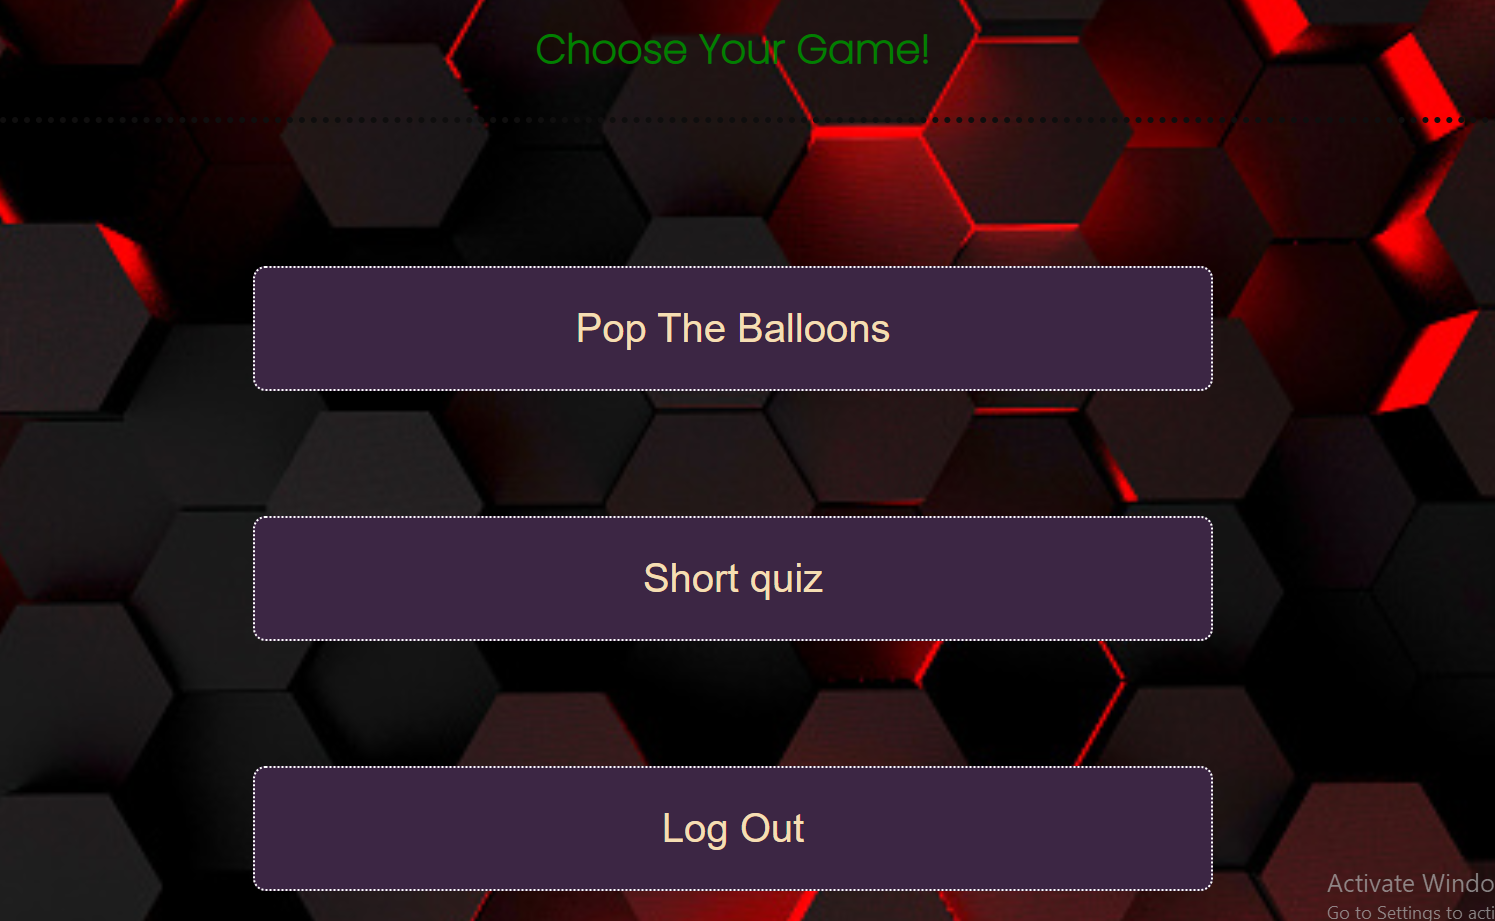 Choose Your Game!
Pop The Balloons
Short quiz
Log Out
Activate Windo
Go to Settings to acti